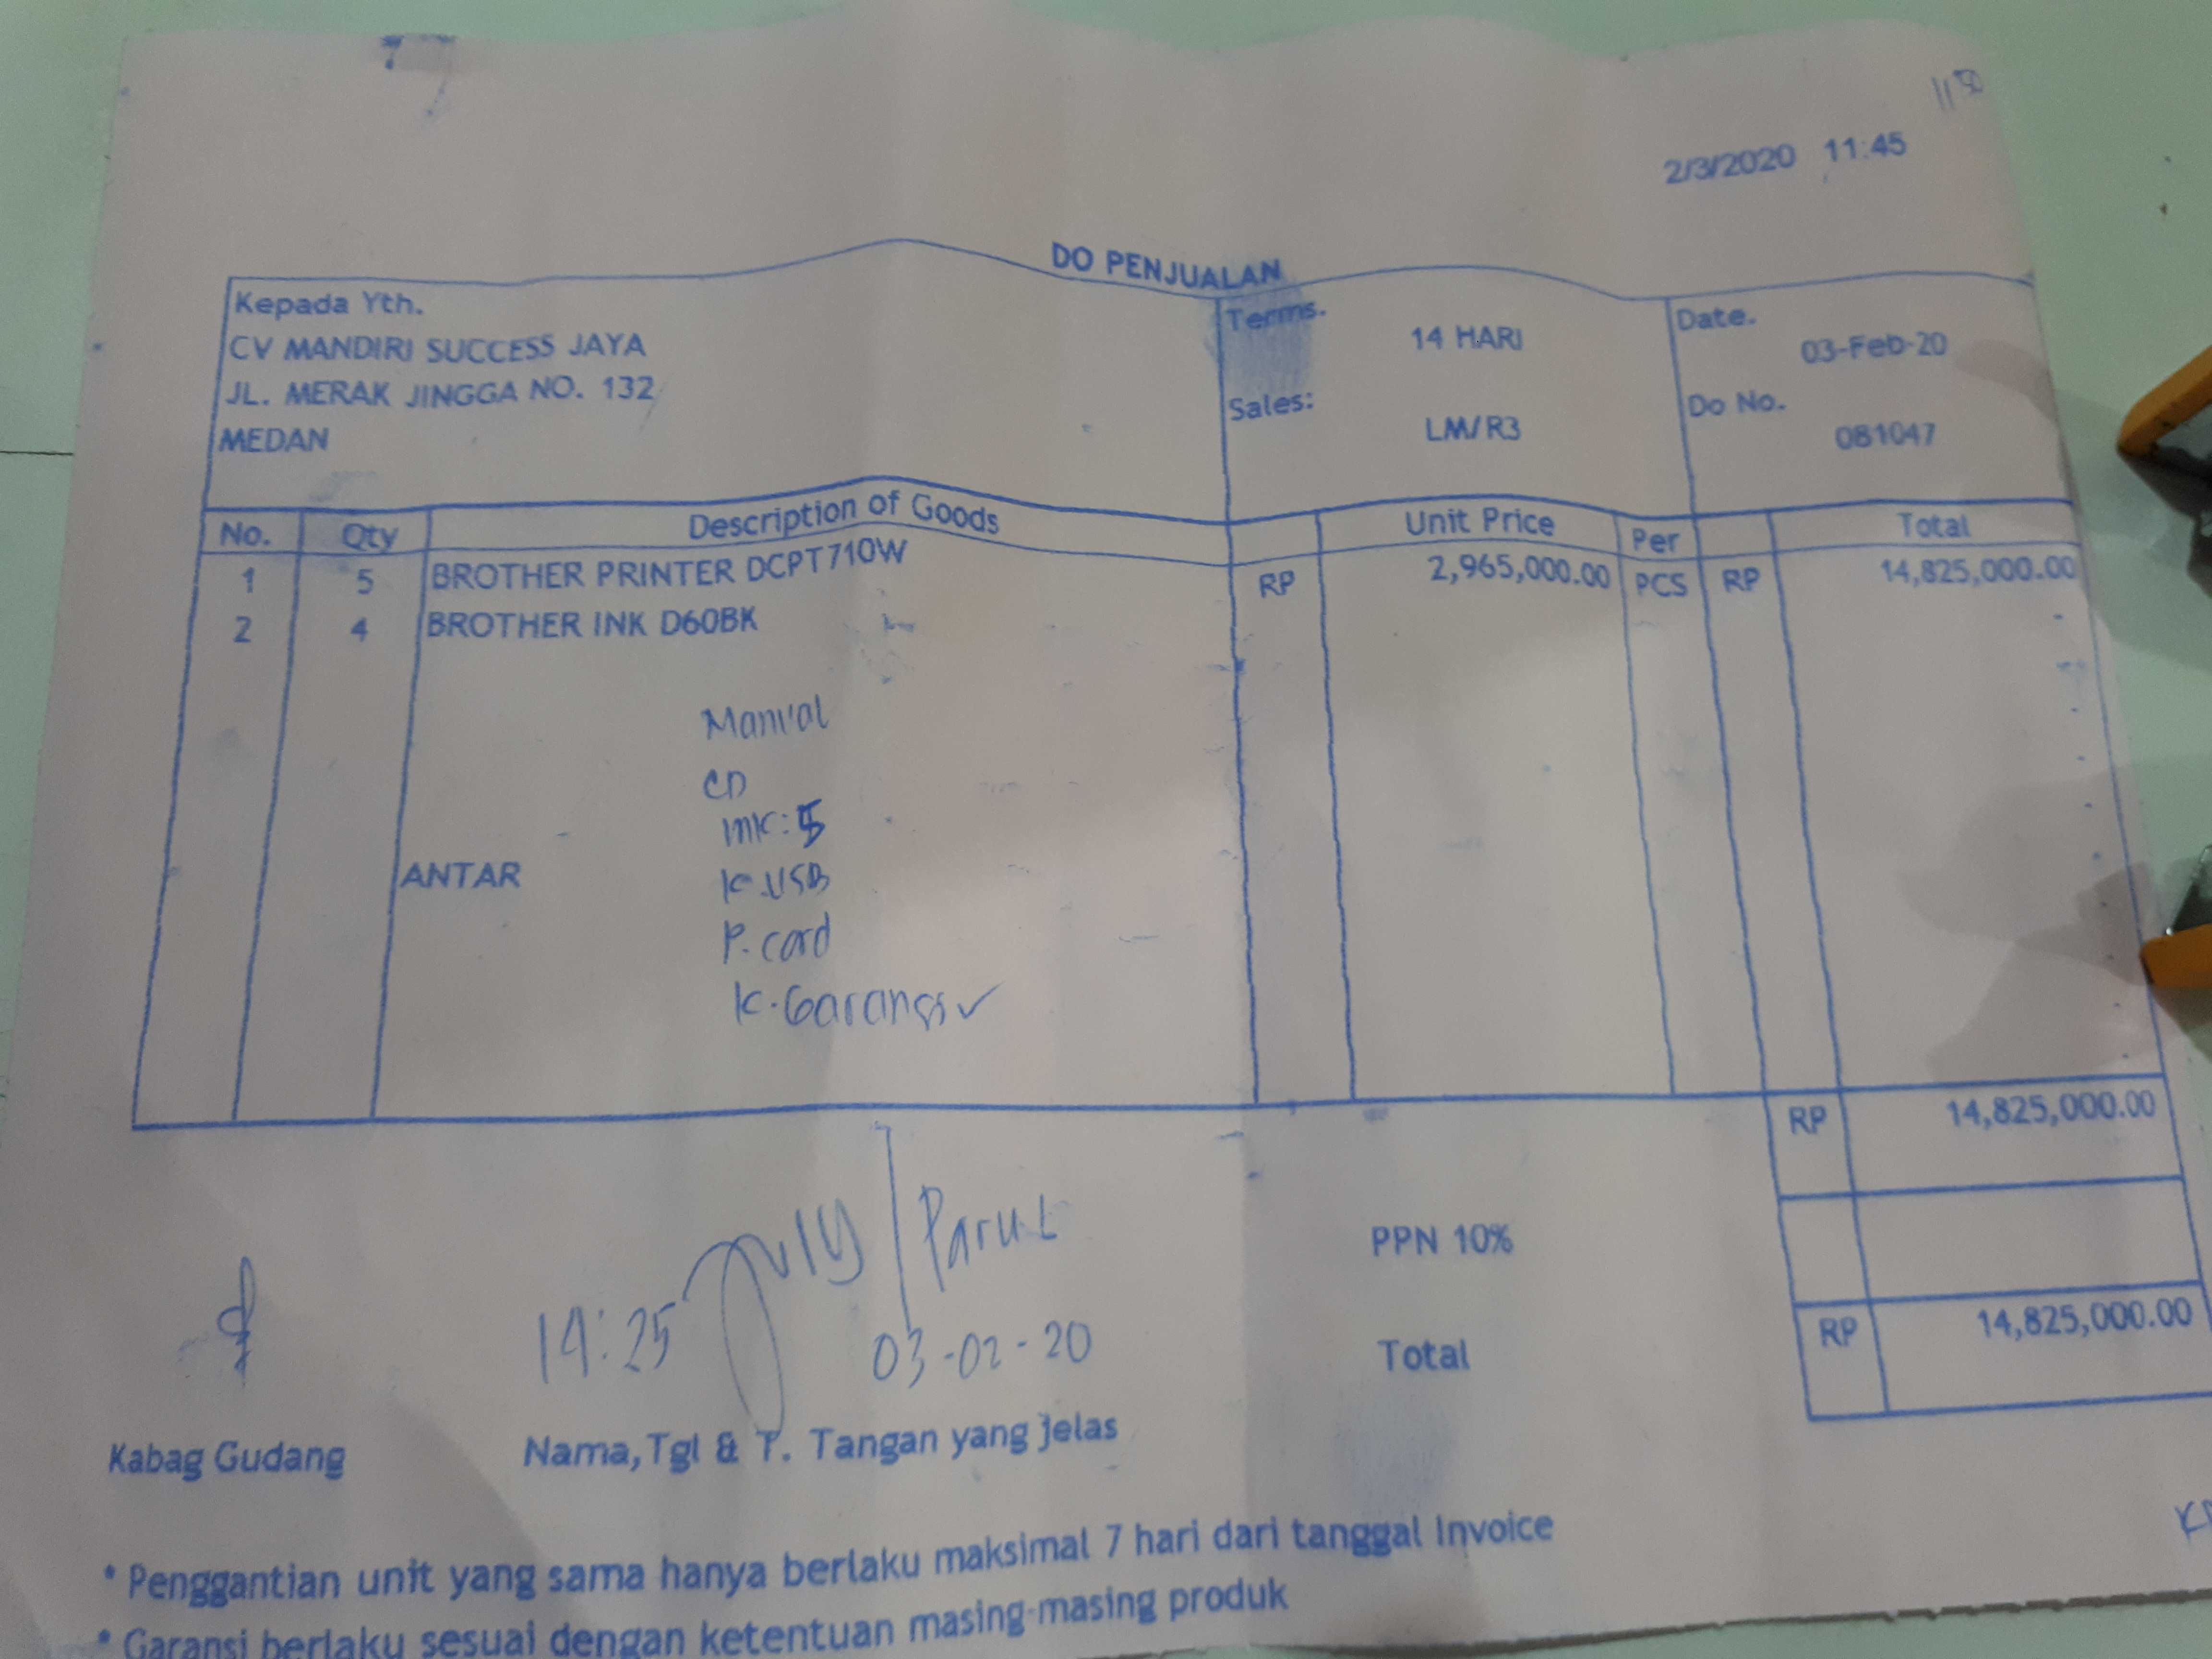 2/3/2020 11:45
DO PENJUALAN
Kepada Yth.
CV MANDIRI SUCCESS JAYA
JL. MERAK JINGGA NO. 132
MEDAN
Terms.
14 HARI
Sales:
LM/R3
Date.
03-Feb-20
Do No.
081047
No. Qty Description of Goods Unit Price Per Total
1 5 BROTHER PRINTER DCPT710W RP 2,965,000.00 PCS RP 14,825,000.00
2 4 BROTHER INK D60BK
Manual
CD
ink: 5
ANTAR
K.USB
P. card
K. Garansi ✓
RP 14,825,000.00
PPN 10%
Total RP 14,825,000.00
July
14:25
03-02-20
Kabag Gudang
Nama, Tgl & T. Tangan yang jelas
* Penggantian unit yang sama hanya berlaku maksimal 7 hari dari tanggal Invoice
* Garansi berlaku sesuai dengan ketentuan masing-masing produk